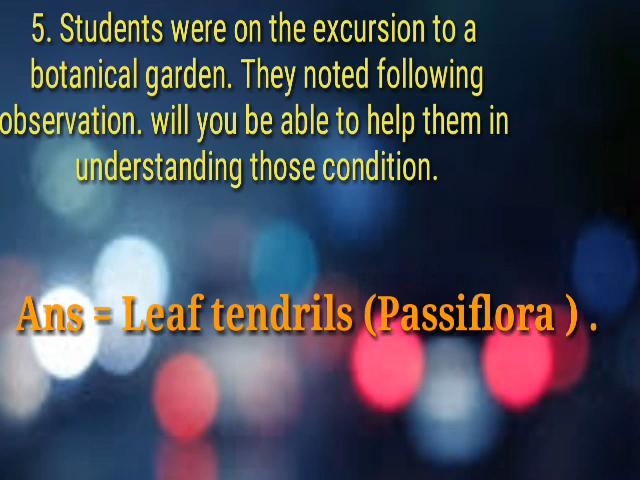 5. Students were on the excursion to a
botanical garden. They noted following
observation. will you be able to help them in
understanding those condition.
Ans = Leaf tendrils (Passiflora ) .